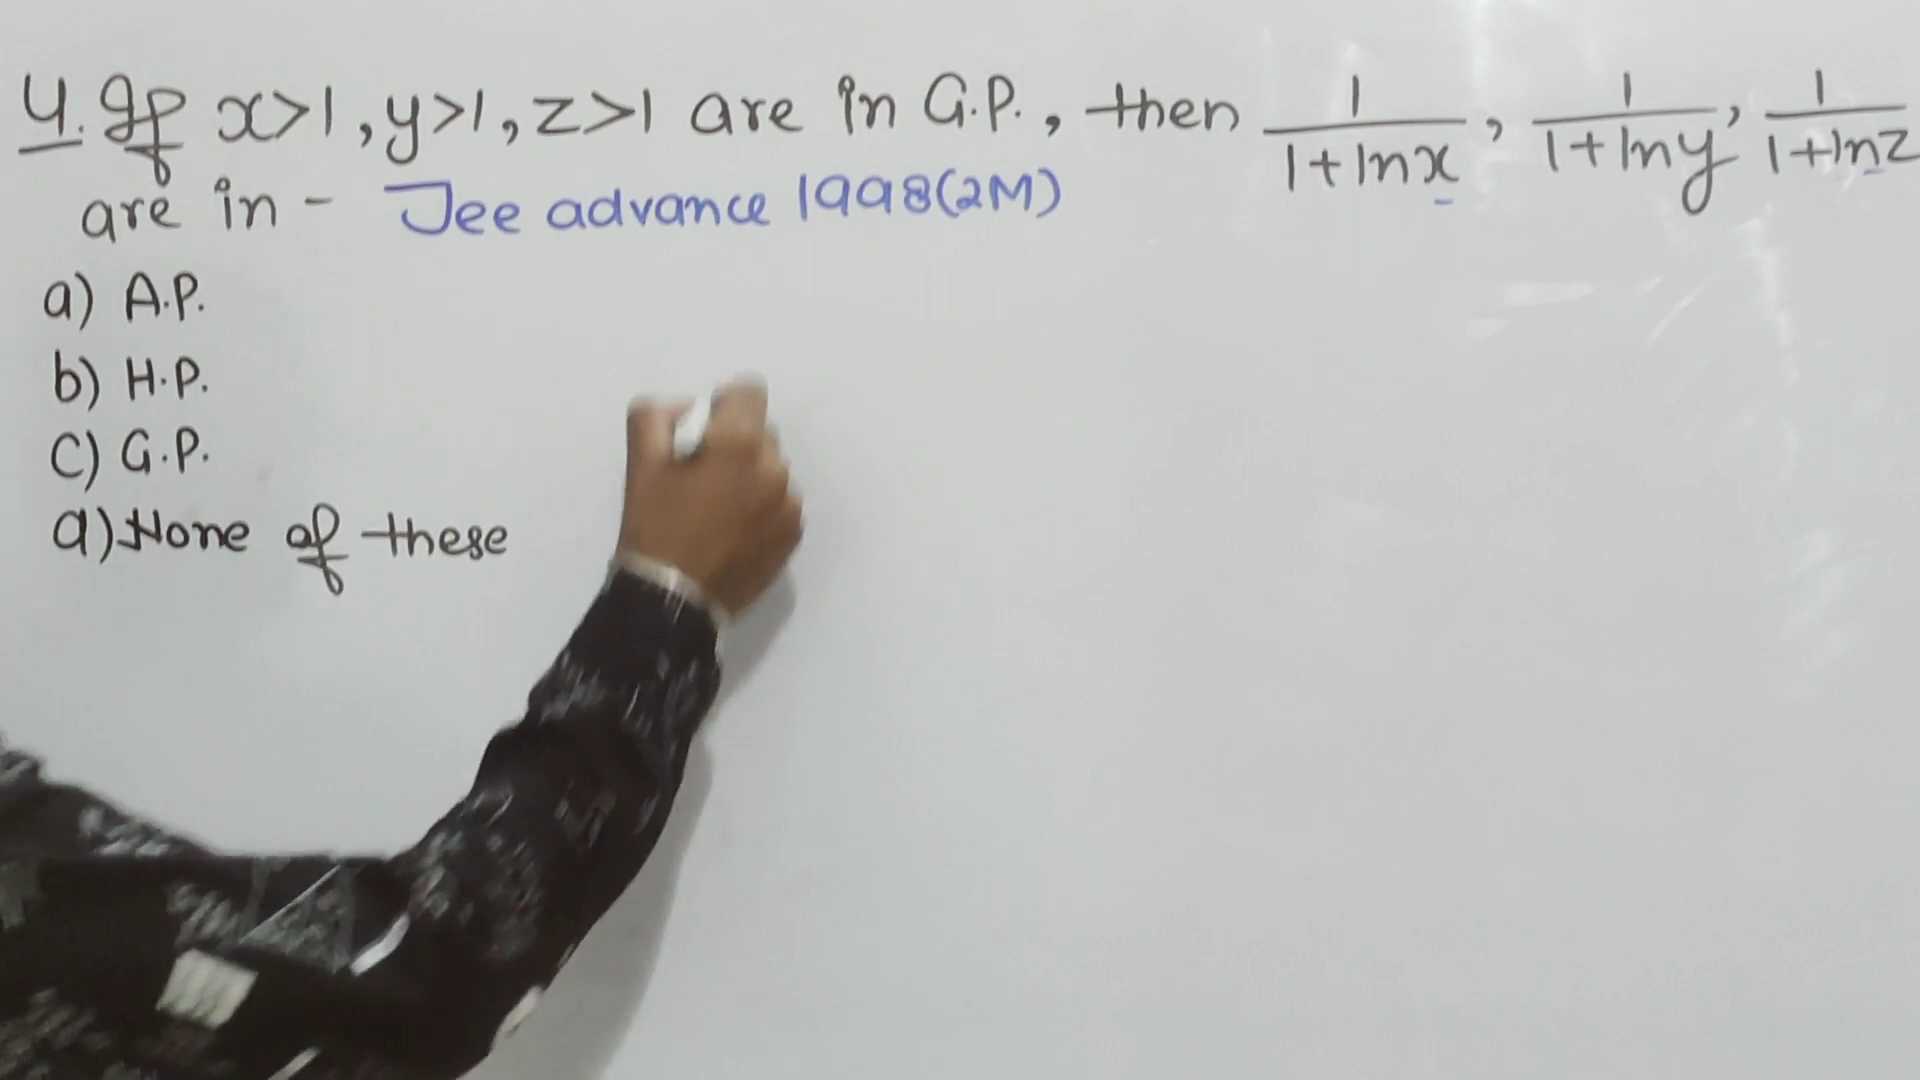 4. If x>1, y>1, z>1 are in G.P., then 1/(1+lnx), 1/(1+lny), 1/(1+lnz)
are in - Jee advance 1998(2M)
a) A.P.
b) H.P.
c) G.P.
d) None of these